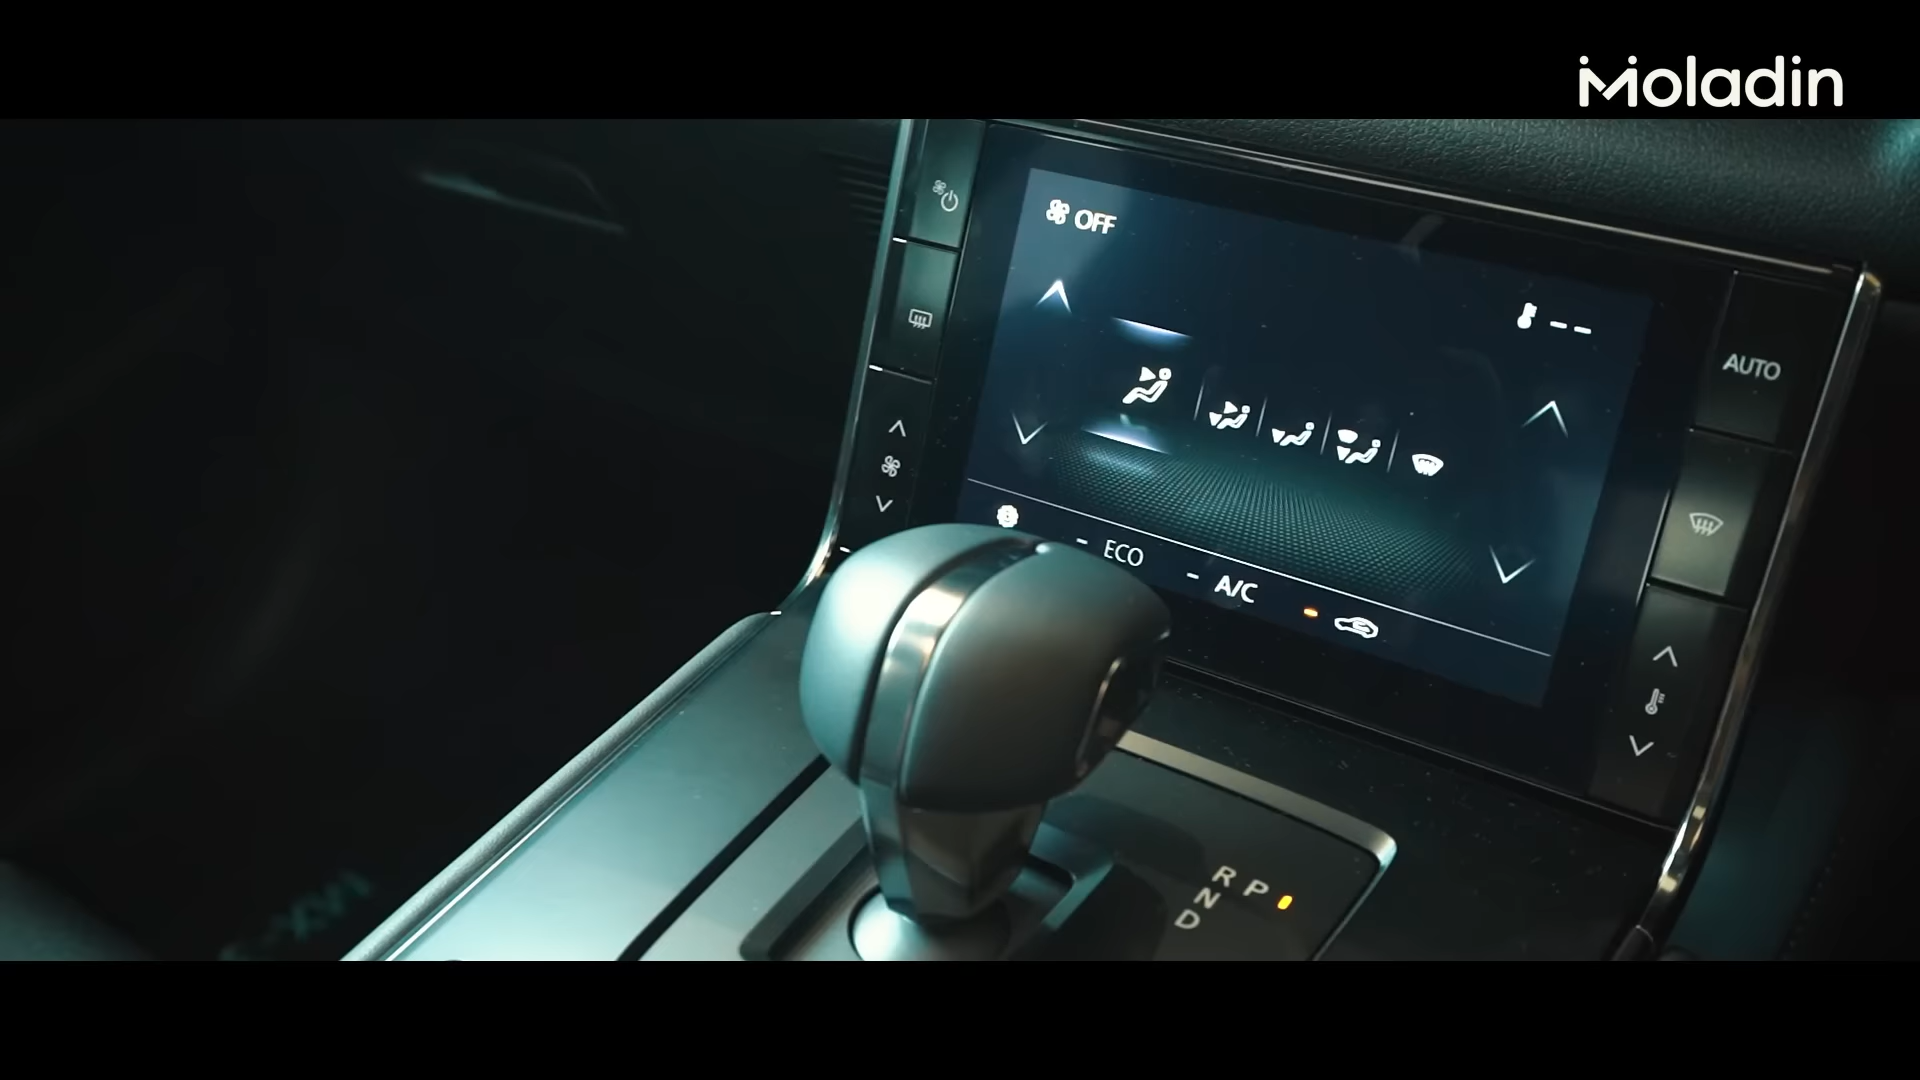 Moladin
OFF
--
AUTO
ECO
A/C
R P
N
D